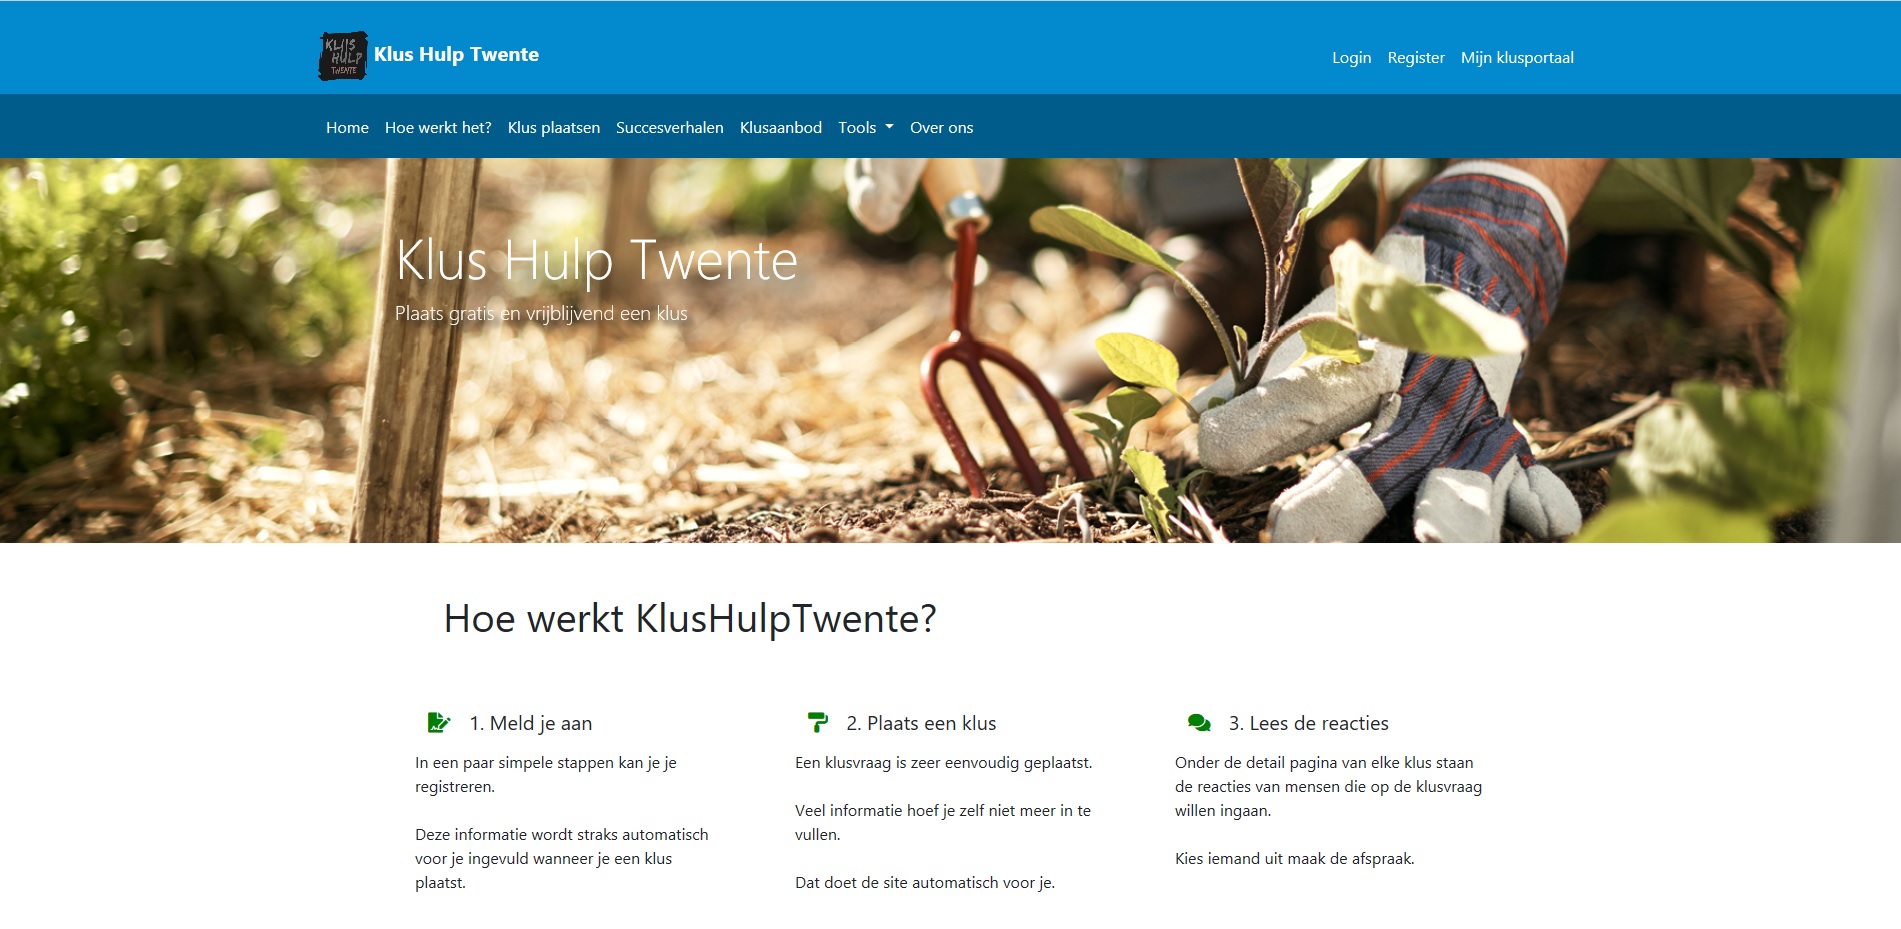 KLUS
HULP
TWENTE
Klus Hulp Twente
Login Register Mijn klusportaal
Home Hoe werkt het? Klus plaatsen Succesverhalen Klusaanbod Tools Over ons
Klus Hulp Twente
Plaats gratis en vrijblijvend een klus
Hoe werkt KlusHulpTwente?
1. Meld je aan
In een paar simpele stappen kan je je
registreren.
Deze informatie wordt straks automatisch
voor je ingevuld wanneer je een klus
plaatst.
2. Plaats een klus
Een klusvraag is zeer eenvoudig geplaatst.
Veel informatie hoef je zelf niet meer in te
vullen.
Dat doet de site automatisch voor je.
3. Lees de reacties
Onder de detail pagina van elke klus staan
de reacties van mensen die op de klusvraag
willen ingaan.
Kies iemand uit maak de afspraak.